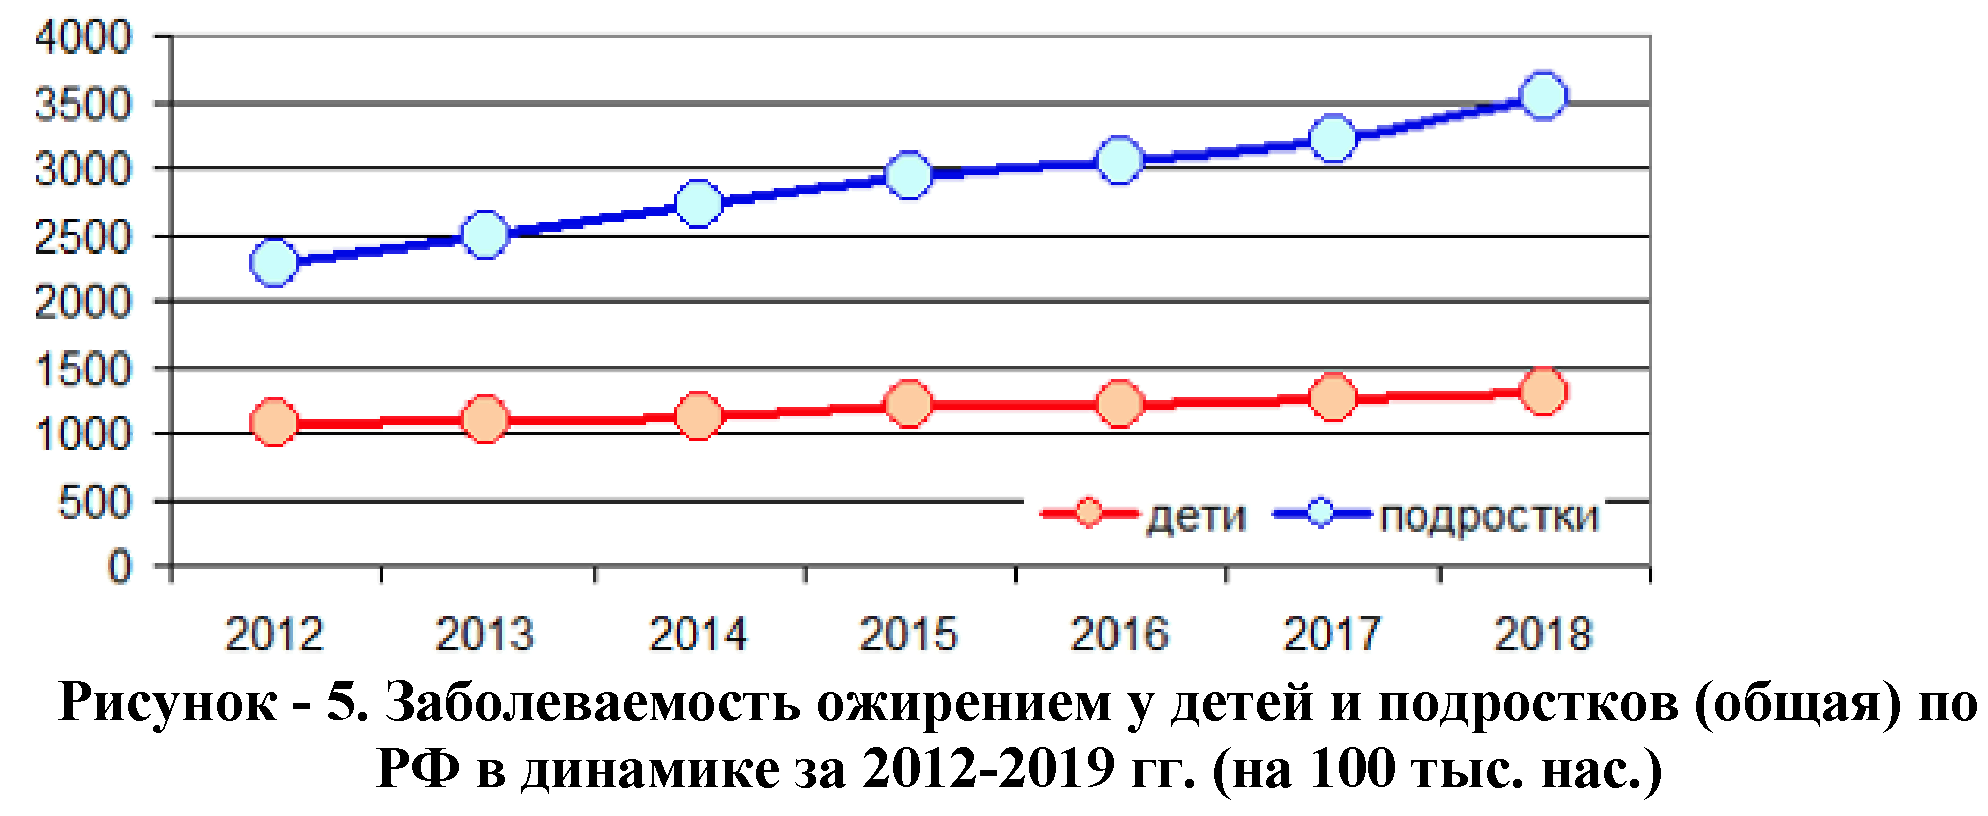 4000
3500
3000
2500
2000
1500
1000
500
0
дети подростки
2012 2013 2014 2015 2016 2017 2018
Рисунок - 5. Заболеваемость ожирением у детей и подростков (общая) по
РФ в динамике за 2012-2019 гг. (на 100 тыс. нас.)